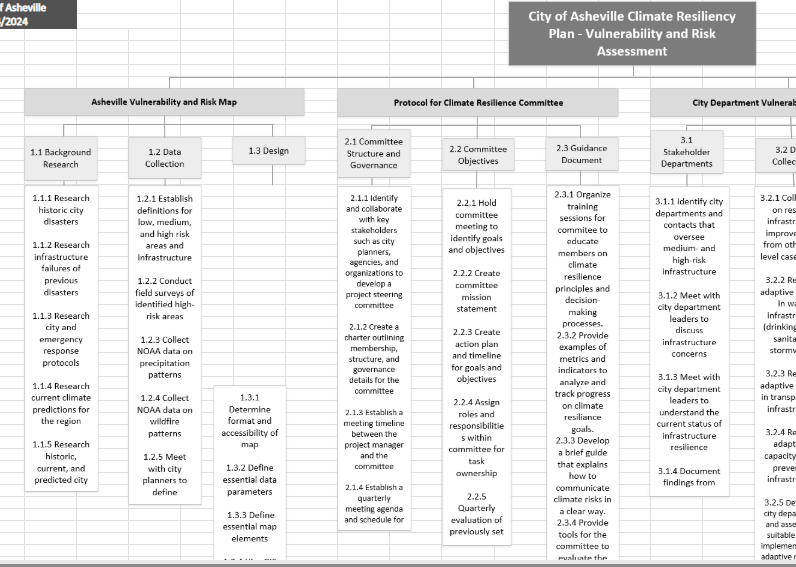 f Asheville
/2024
City of Asheville Climate Resiliency
Plan - Vulnerability and Risk
Assessment
Asheville Vulnerability and Risk Map
Protocol for Climate Resilience Committee
City Department Vulnerab
1.1 Background
Research
1.2 Data
Collection
1.3 Design
2.1 Committee
Structure and
Governance
2.2 Committee
Objectives
2.3 Guidance
Document
3.1
Stakeholder
Departments
3.2 D
Collec
1.1.1 Research
historic city
disasters
1.1.2 Research
infrastructure
failures of
previous
disasters
1.1.3 Research
city and
emergency
response
protocols
1.1.4 Research
current climate
predictions for
the region
1.1.5 Research
historic,
current, and
predicted city
1.2.1 Establish
definitions for
low, medium,
and high risk
areas and
infrastructure
1.2.2 Conduct
field surveys of
identified high-
risk areas
1.2.3 Collect
NOAA data on
precipitation
patterns
1.2.4 Collect
NOAA data on
wildfire
patterns
1.2.5 Meet
with city
planners to
define
1.3.1
Determine
format and
accessibility of
map
1.3.2 Define
essential data
parameters
1.3.3 Define
essential map
elements
2.1.1 Identify
and collaborate
with key
stakeholders
such as city
planners,
agencies, and
organizations to
develop a
project steering
committee
2.1.2 Create a
charter outlining
membership,
structure, and
governance
details for the
committee
2.1.3 Establish a
meeting timeline
between the
project manager
and the
committee
2.1.4 Establish a
quarterly
meeting agenda
and schedule for
2.2.1 Hold
committee
meeting to
identify goals
and objectives
2.2.2 Create
committee
mission
statement
2.2.3 Create
action plan
and timeline
for goals and
objectives
2.2.4 Assign
roles and
responsibilitie
s within
committee for
task
ownership
2.2.5
Quarterly
evaluation of
previously set
2.3.1 Organize
training
sessions for
commitee to
educate
members on
climate
resilience
principles and
decision-
making
processes.
2.3.2 Provide
examples of
metrics and
indicators to
analyze and
track progress
on climate
resiliance
goals.
2.3.3 Develop
a brief guide
that explains
how to
communicate
climate risks in
a clear way.
2.3.4 Provide
tools for the
committee to
evaluate the
3.1.1 Identify city
departments and
contacts that
oversee
medium- and
high-risk
infrastructure
3.1.2 Meet with
city department
leaders to
discuss
infrastructure
concerns
3.1.3 Meet with
city department
leaders to
understand the
current status of
infrastructure
resilience
3.1.4 Document
findings from
3.2.1 Coll
on res
infrastr
improve
from oth
level case
3.2.2 Re
adaptive
in wa
infrastr
(drinking
sanita
stormv
3.2.3 Re
adaptive
in transp
infrastr
3.2.4 Re
adapt
capacity
preve
infrastr
3.2.5 De
city depa
and asse
suitable
implemen
adaptive r